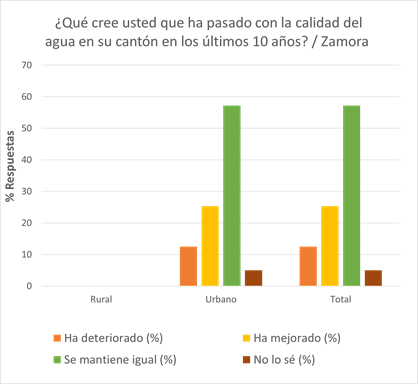 ¿Qué cree usted que ha pasado con la calidad del
agua en su cantón en los últimos 10 años? / Zamora
70
60
50
40
30
20
10
0
% Respuestas
Rural
Urbano
Total
Ha deteriorado (%)
Ha mejorado (%)
Se mantiene igual (%)
No lo sé (%)